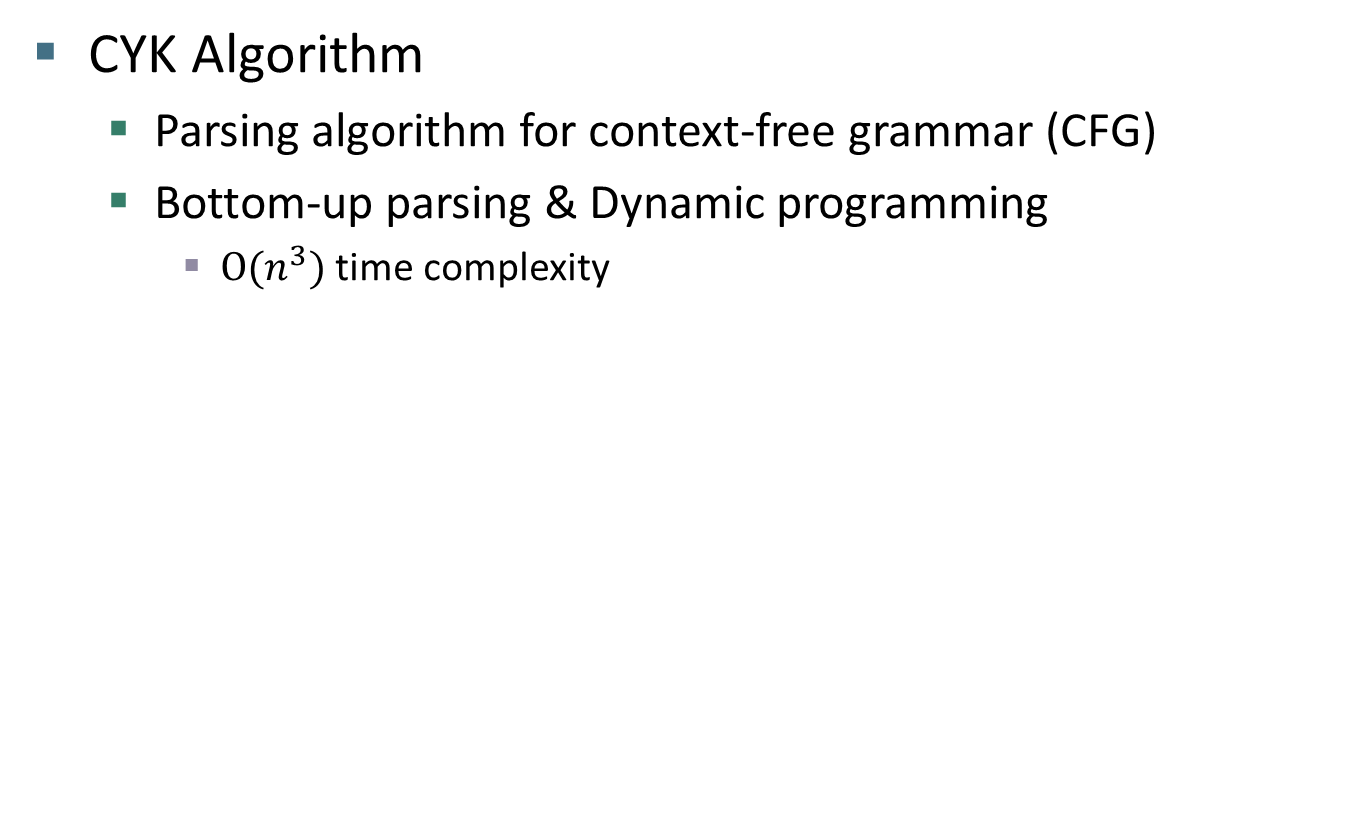 CYK Algorithm
Parsing algorithm for context-free grammar (CFG)
Bottom-up parsing & Dynamic programming
O(n³) time complexity